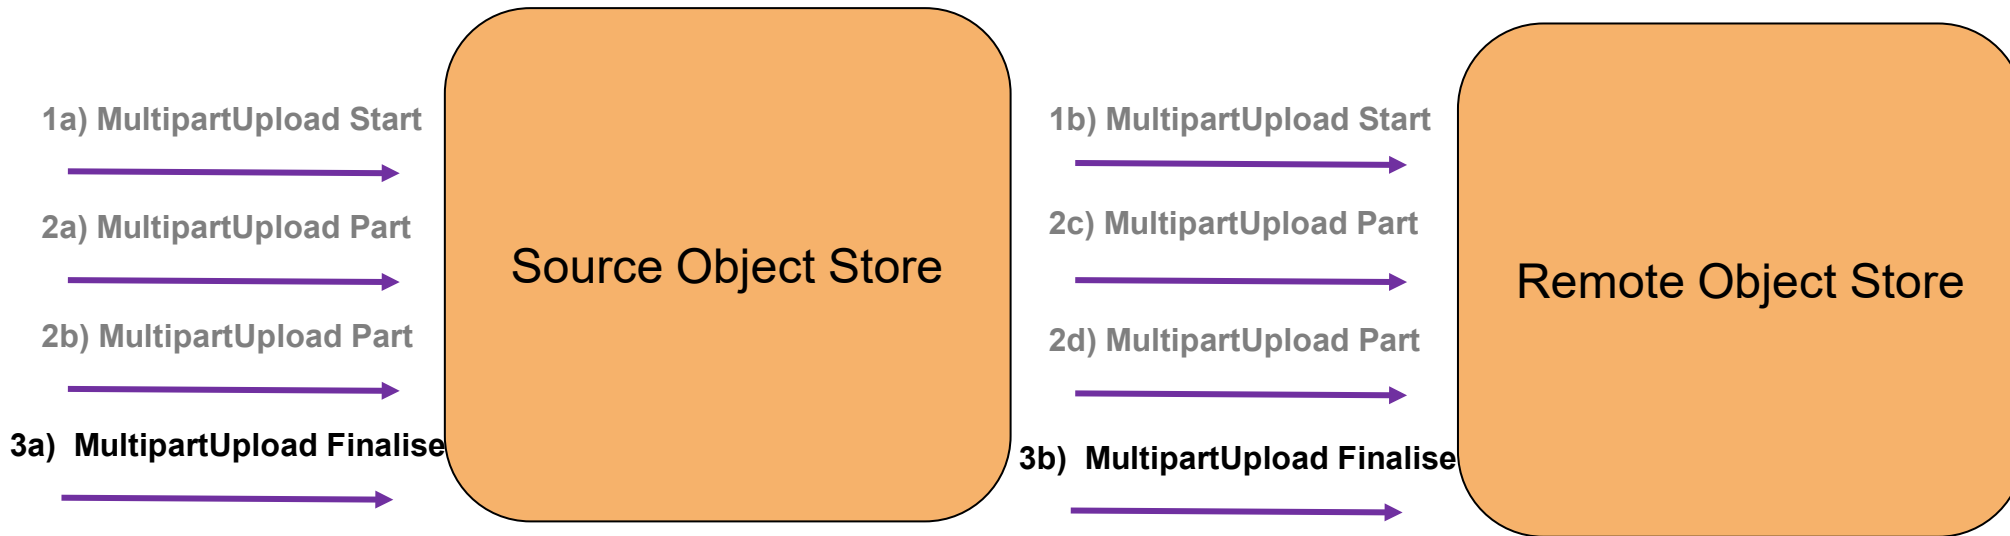 1a) MultipartUpload Start
2a) MultipartUpload Part
2b) MultipartUpload Part
3a)  MultipartUpload Finalise
Source Object Store
1b) MultipartUpload Start
2c) MultipartUpload Part
2d) MultipartUpload Part
3b)  MultipartUpload Finalise
Remote Object Store